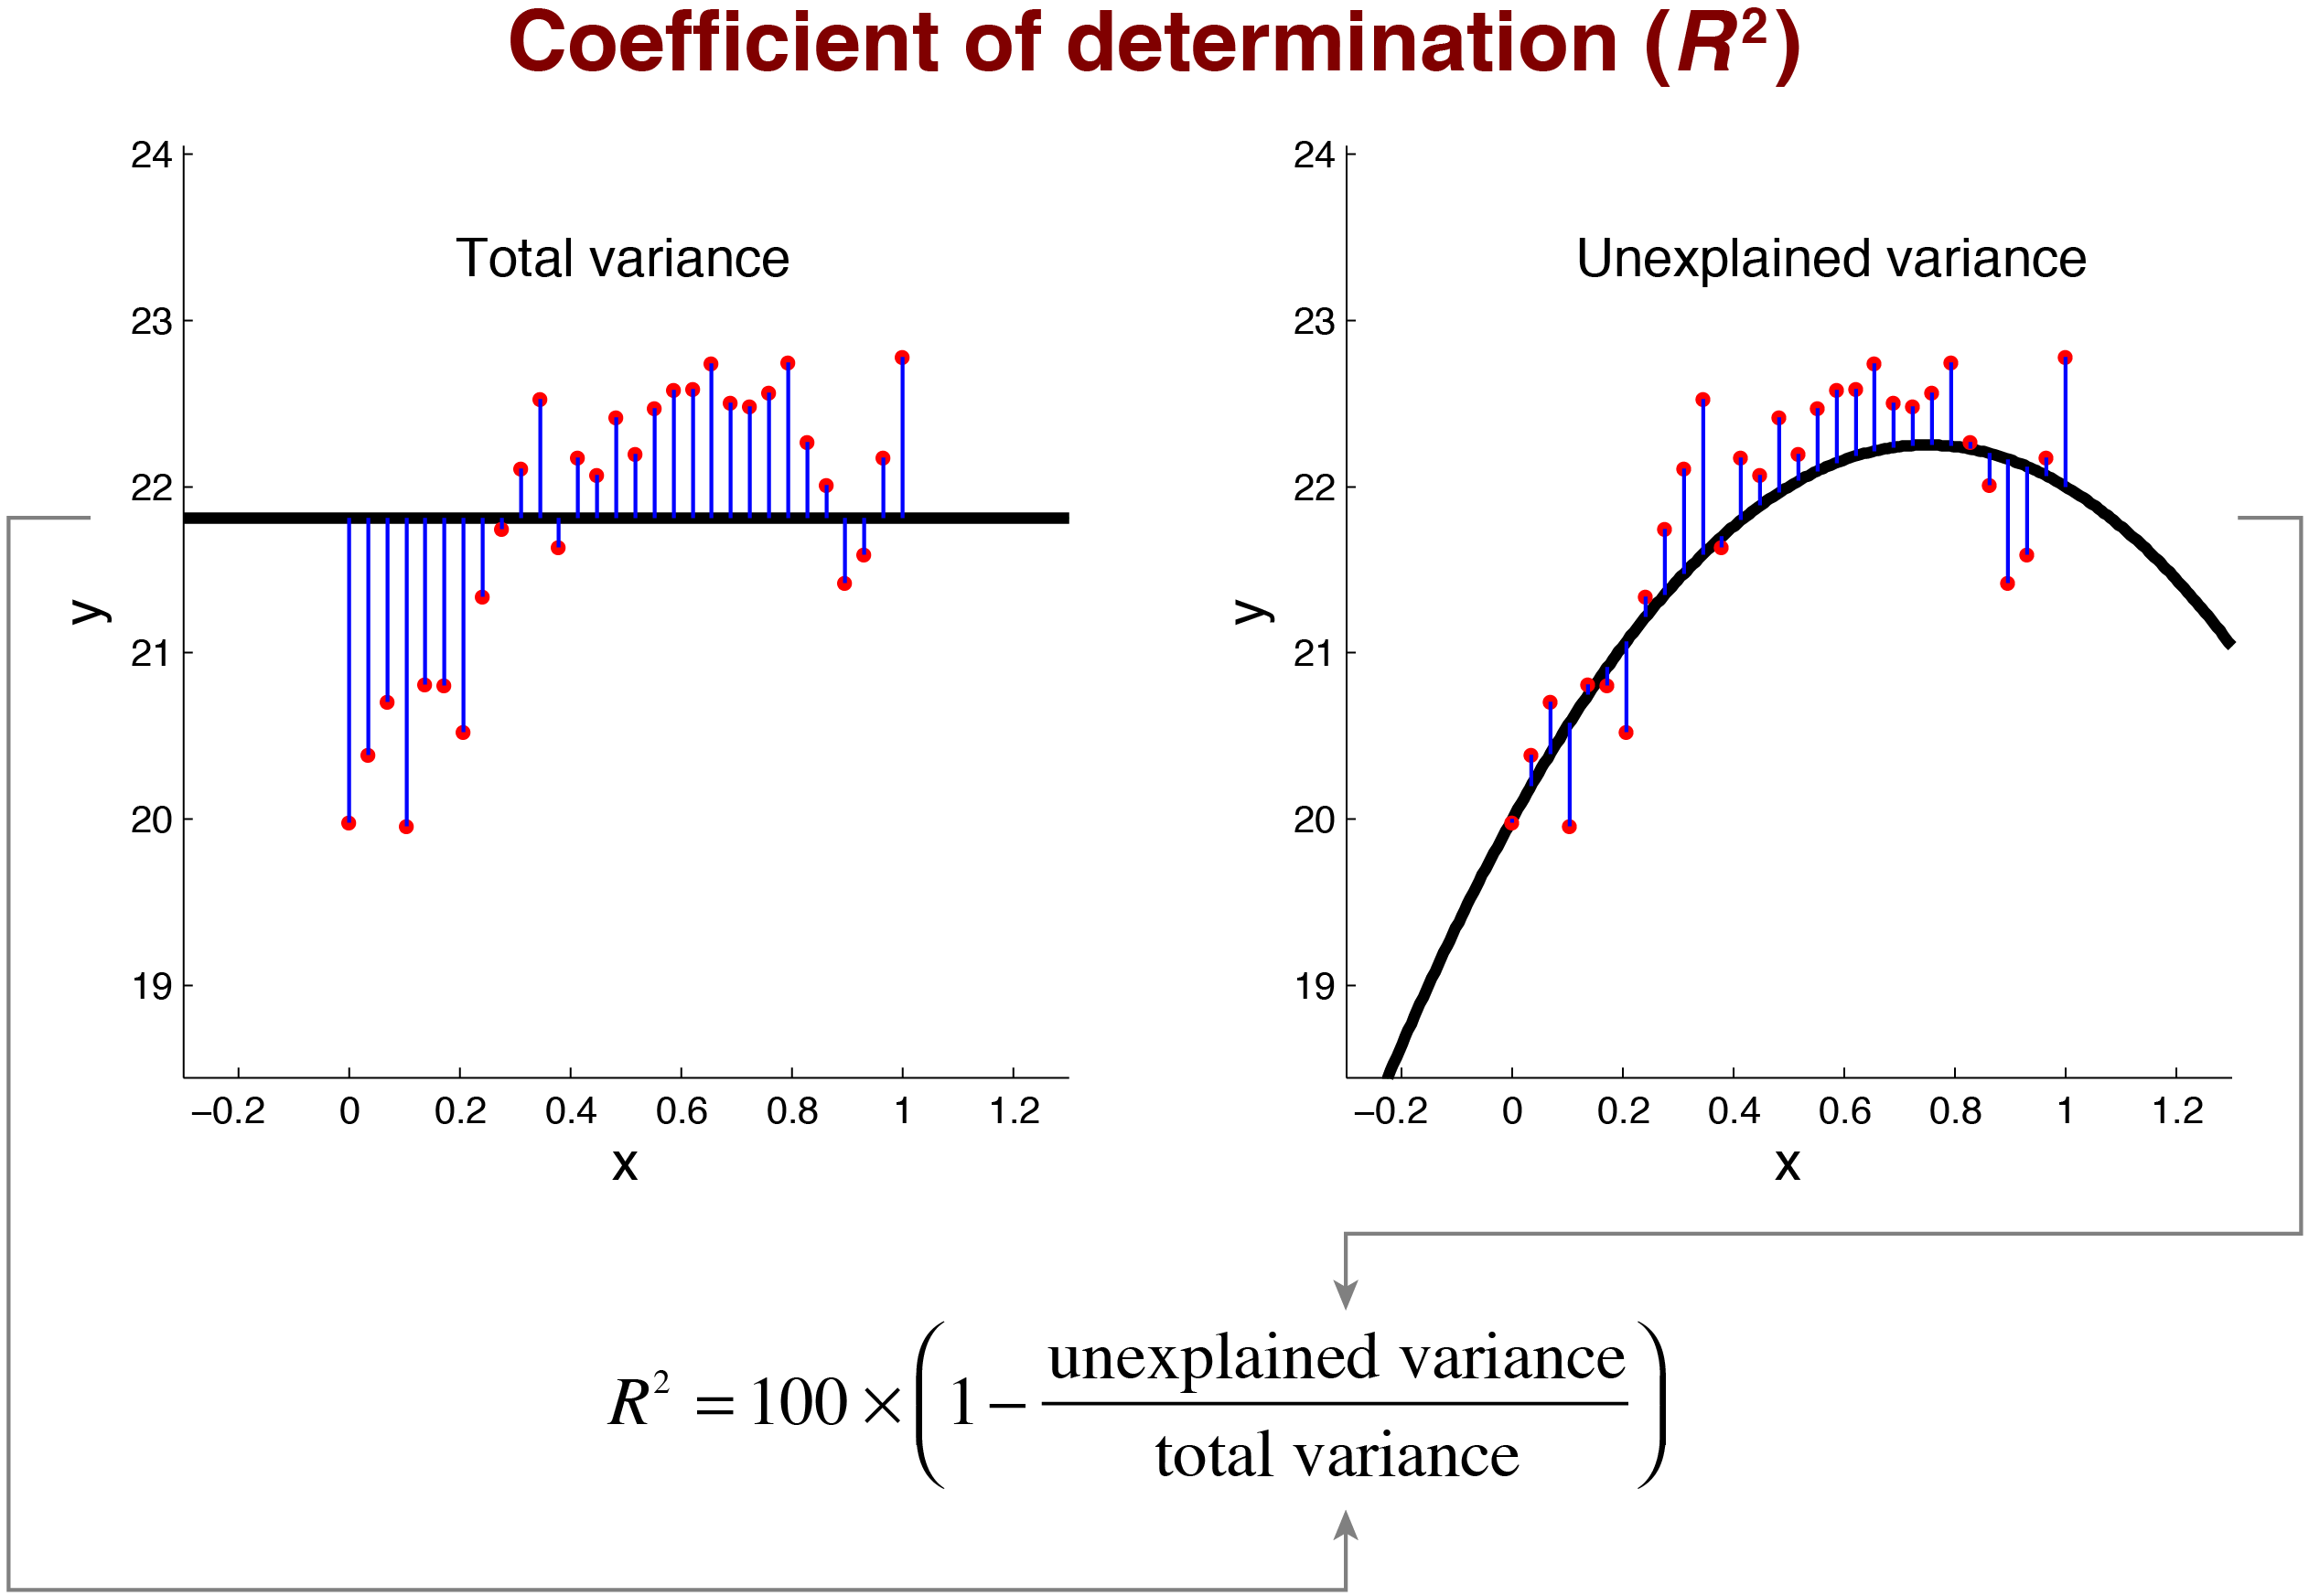 Coefficient of determination (R²)
Total variance
24
23
22
21
20
19
y
−0.2 0 0.2 0.4 0.6 0.8 1 1.2
x
Unexplained variance
24
23
22
21
20
19
y
−0.2 0 0.2 0.4 0.6 0.8 1 1.2
x
R² = 100 × (1 − unexplained variance / total variance)